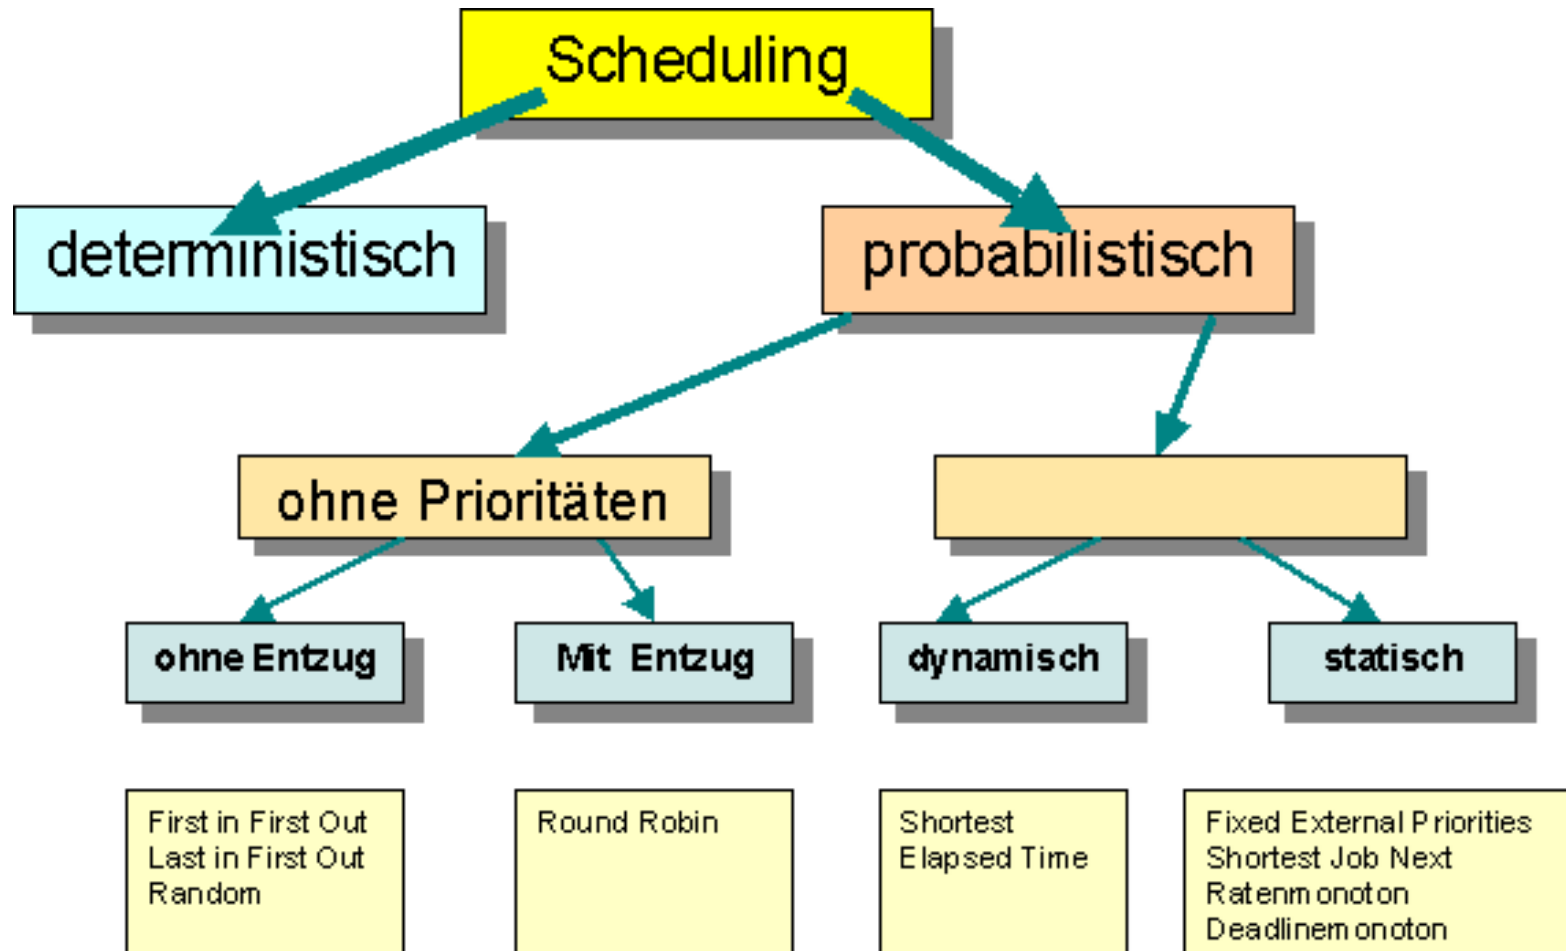 Scheduling
deterministisch
probabilistisch
ohne Prioritäten
ohne Entzug
Mit Entzug
dynamisch
statisch
First in First Out
Last in First Out
Random
Round Robin
Shortest
Elapsed Time
Fixed External Priorities
Shortest Job Next
Ratenmonoton
Deadlinemonoton